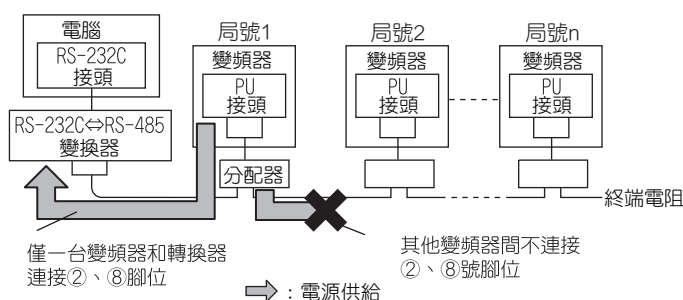 電腦
RS-232C
接頭
RS-232C⇔RS-485
變換器
局號1
變頻器
PU
接頭
分配器
局號2
變頻器
PU
接頭
局號n
變頻器
PU
接頭
終端電阻
僅一台變頻器和轉換器
連接②、⑧腳位
其他變頻器間不連接
②、⑧號腳位
：電源供給